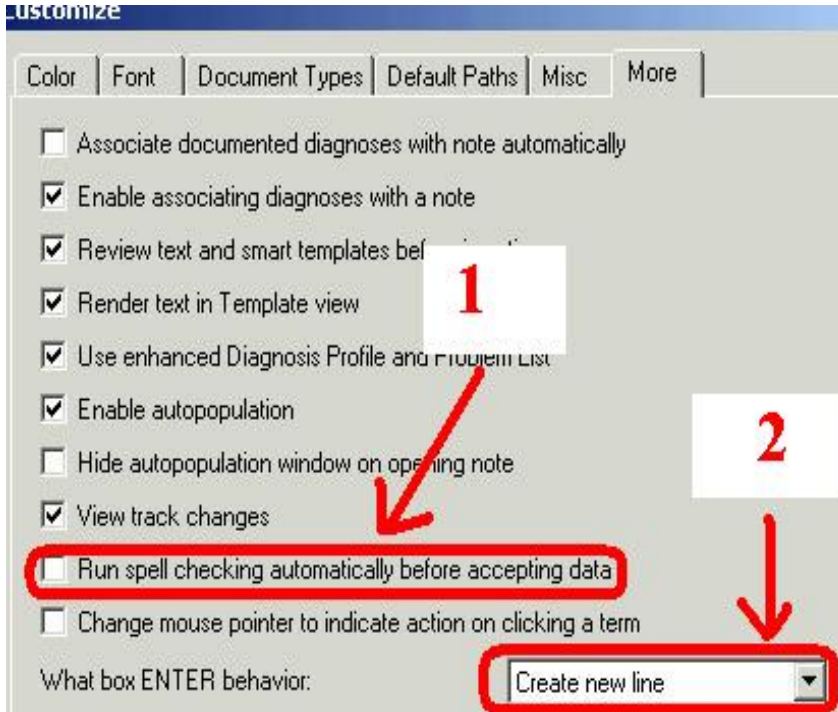 Customize
Color Font Document Types Default Paths Misc More
Associate documented diagnoses with note automatically
Enable associating diagnoses with a note
Review text and smart templates
Render text in Template view
1
Use enhanced Diagnosis Profile and Problem List
Enable autopopulation
2
Hide autopopulation window on opening note
View track changes
Run spell checking automatically before accepting data
Change mouse pointer to indicate action on clicking a term
What box ENTER behavior: Create new line